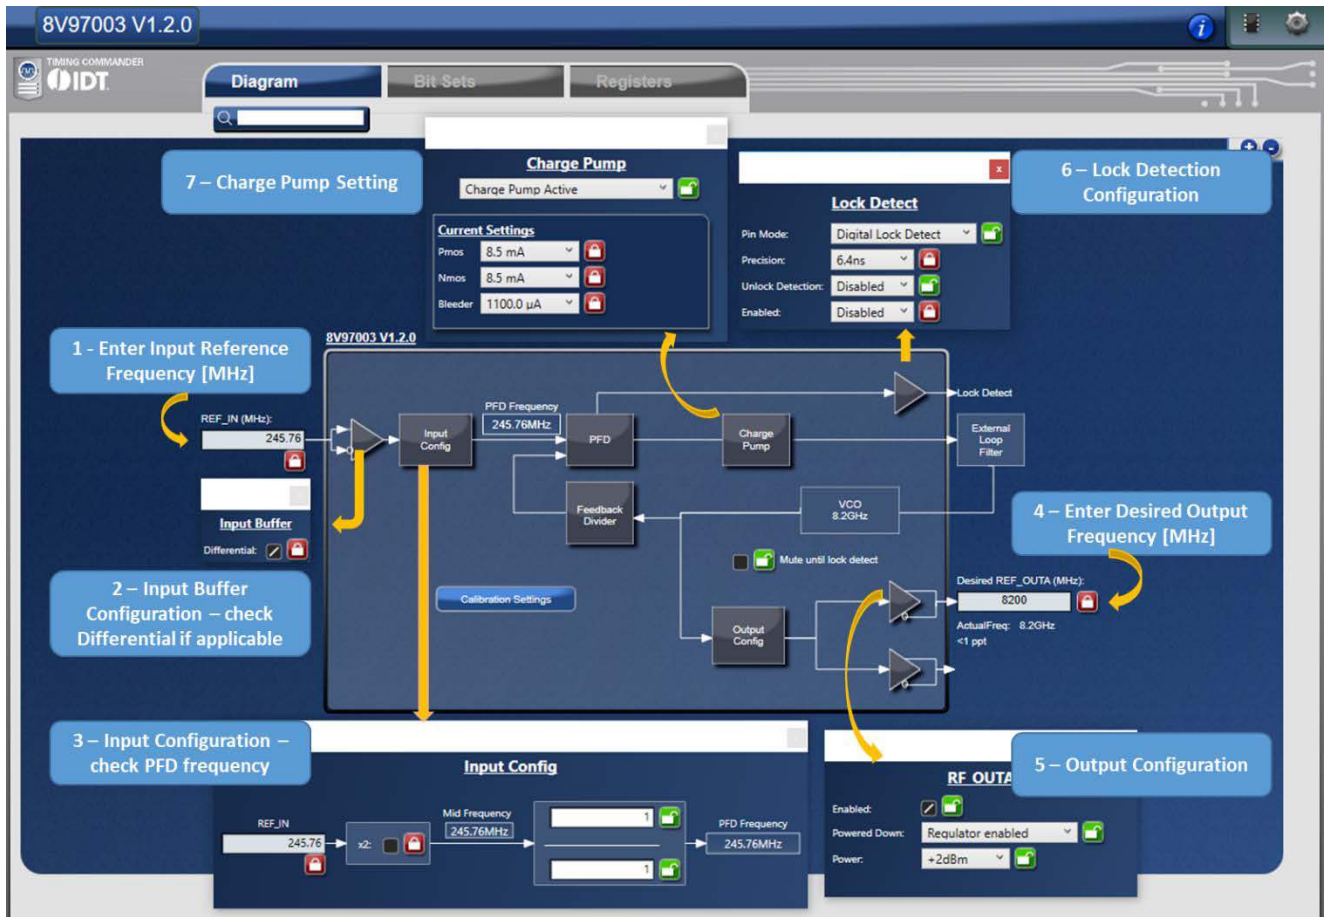 8V97003 V1.2.0
TIMING COMMANDER
IDT
Diagram
Bit Sets
Registers
7 – Charge Pump Setting
Charge Pump
Charge Pump Active
Current Settings
Pmos 8.5 mA
Nmos 8.5 mA
Bleeder 1100.0 µA
Lock Detect
Pin Mode: Digital Lock Detect
Precision: 6.4ns
Unlock Detection: Disabled
Enabled: Disabled
6 – Lock Detection
Configuration
1 - Enter Input Reference
Frequency [MHz]
REF_IN (MHz):
245.76
Input Buffer
Differential:
2 – Input Buffer
Configuration – check
Differential if applicable
8V97003 V1.2.0
Input
Config
PFD Frequency
245.76MHz
PFD
Charge
Pump
Lock Detect
External
Loop
Filter
Feedback
Divider
VCO
8.2GHz
Mute until lock detect
Calibration Settings
Output
Config
4 – Enter Desired Output
Frequency [MHz]
Desired REF_OUTA (MHz):
8200
ActualFreq: 8.2GHz
<1 ppt
3 – Input Configuration –
check PFD frequency
Input Config
REF_IN
245.76
x2:
Mid Frequency
245.76MHz
1
1
PFD Frequency
245.76MHz
5 – Output Configuration
RF OUTA
Enabled:
Powered Down: Regulator enabled
Power: +2dBm